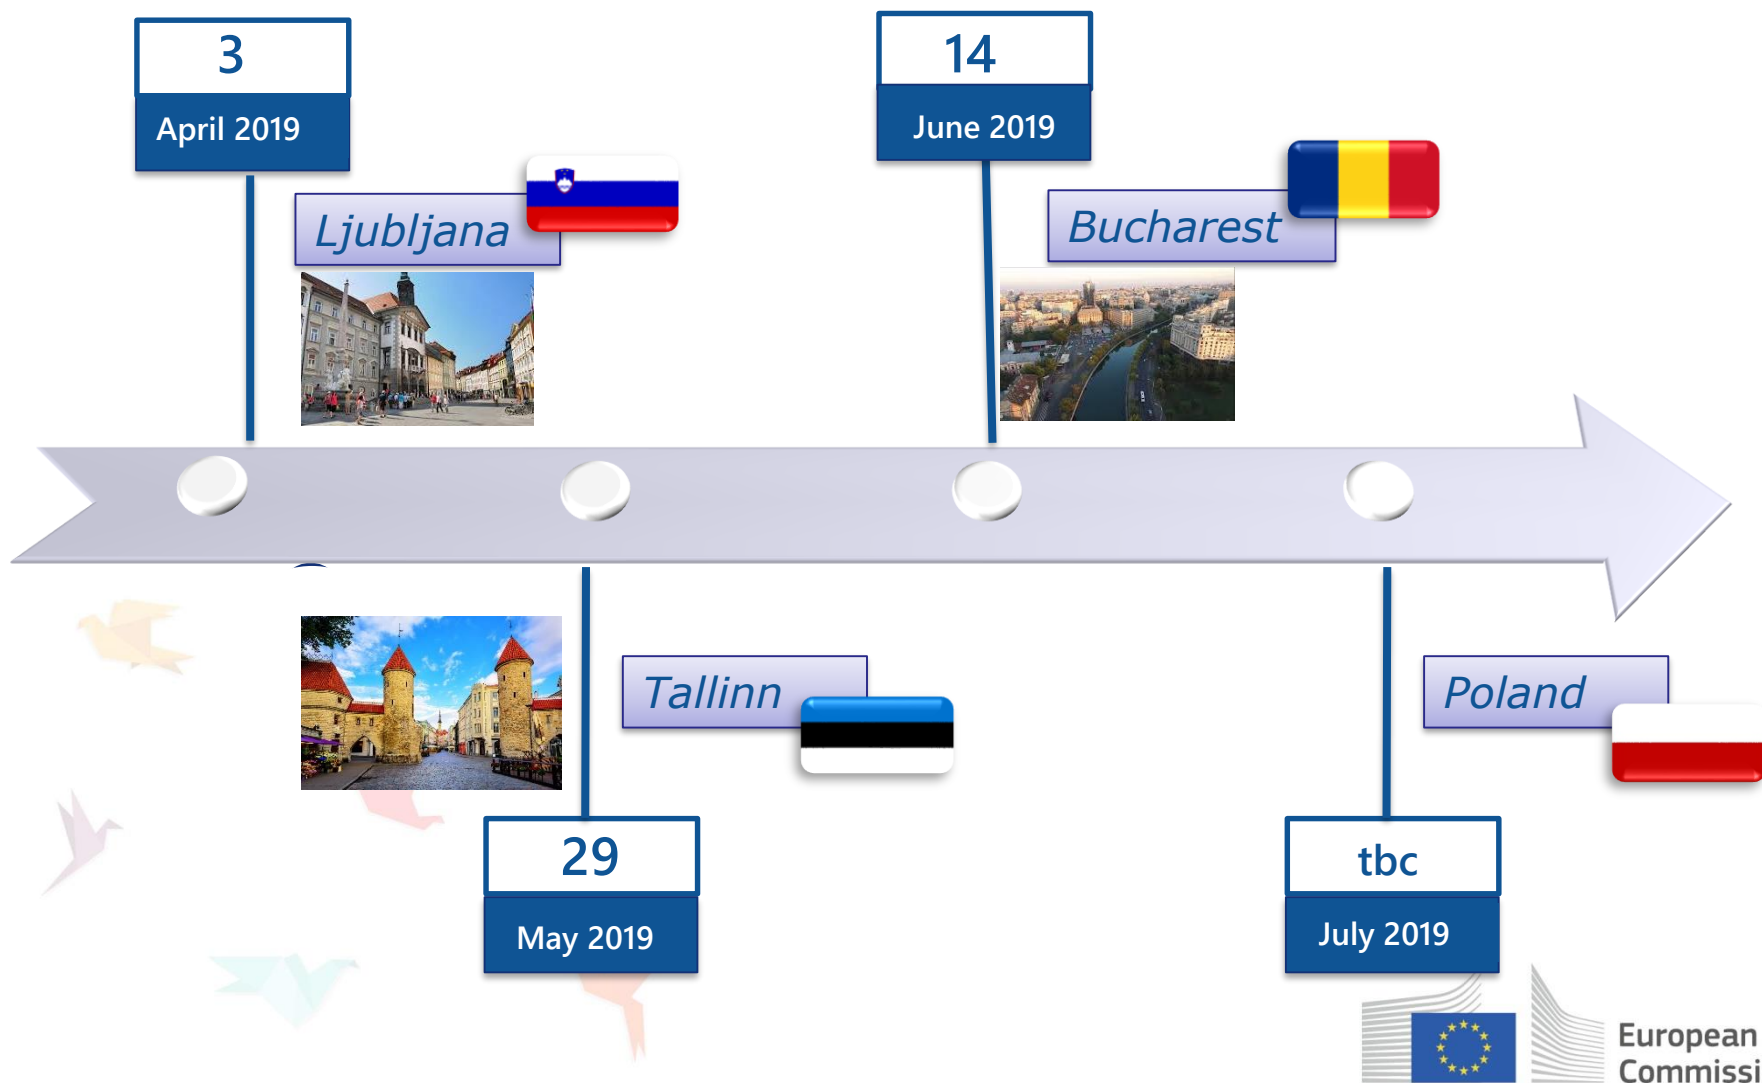 3
April 2019
Ljubljana
14
June 2019
Bucharest
Tallinn
29
May 2019
Poland
tbc
July 2019
European
Commissi